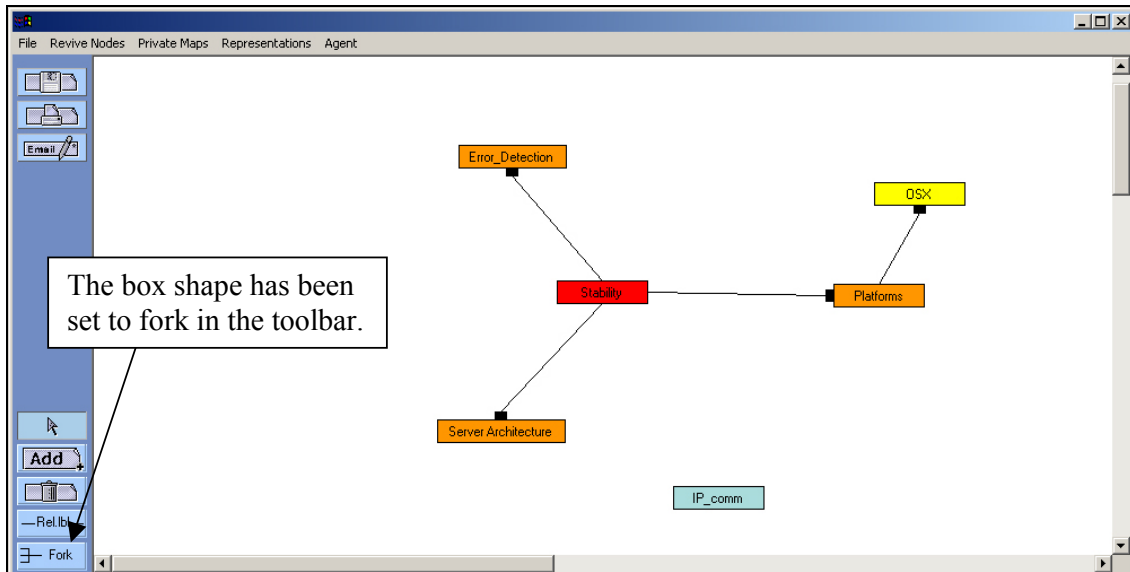 File Revive Nodes Private Maps Representations Agent
Email
Error_Detection
OSX
The box shape has been
set to fork in the toolbar.
Stability
Platforms
Server Architecture
Add
IP_comm
Rel.lbl
Fork